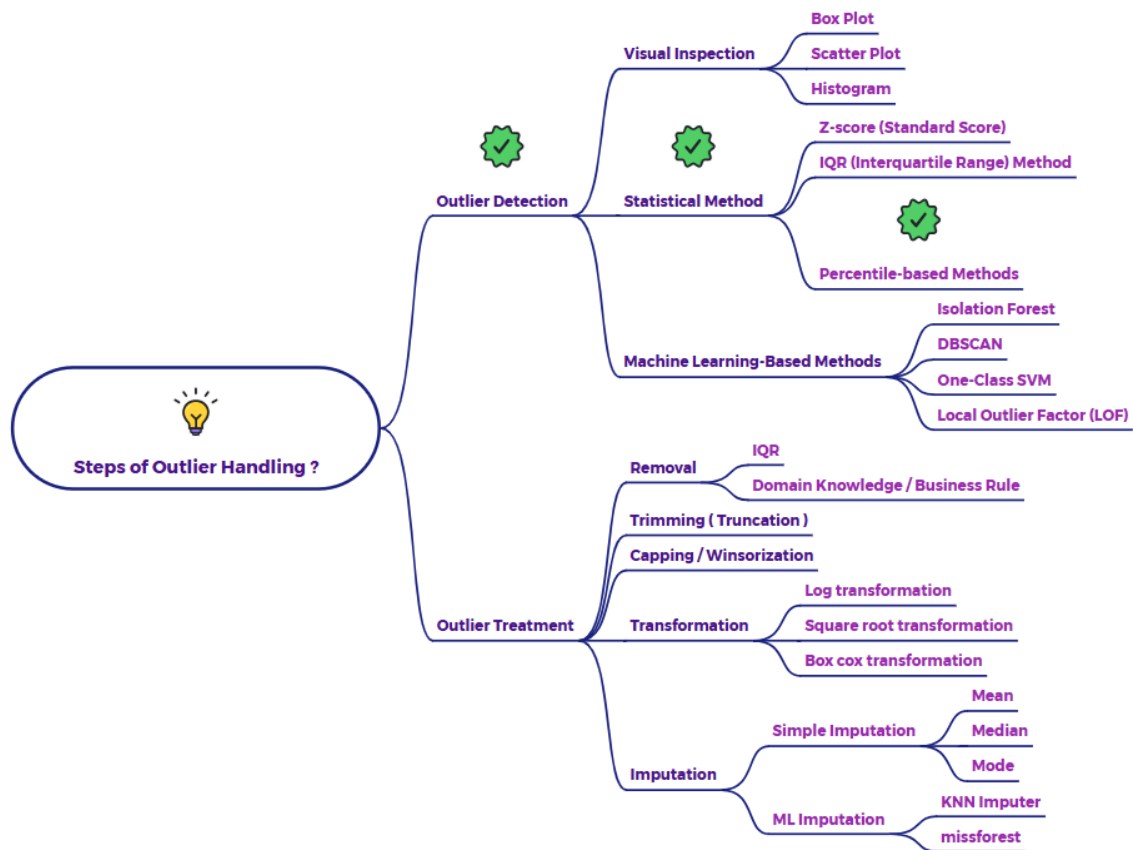 Steps of Outlier Handling ?
Outlier Detection
Visual Inspection
Box Plot
Scatter Plot
Histogram
Statistical Method
Z-score (Standard Score)
IQR (Interquartile Range) Method
Percentile-based Methods
Machine Learning-Based Methods
Isolation Forest
DBSCAN
One-Class SVM
Local Outlier Factor (LOF)
Outlier Treatment
Removal
IQR
Domain Knowledge / Business Rule
Trimming ( Truncation )
Capping / Winsorization
Transformation
Log transformation
Square root transformation
Box cox transformation
Imputation
Simple Imputation
Mean
Median
Mode
ML Imputation
KNN Imputer
missforest